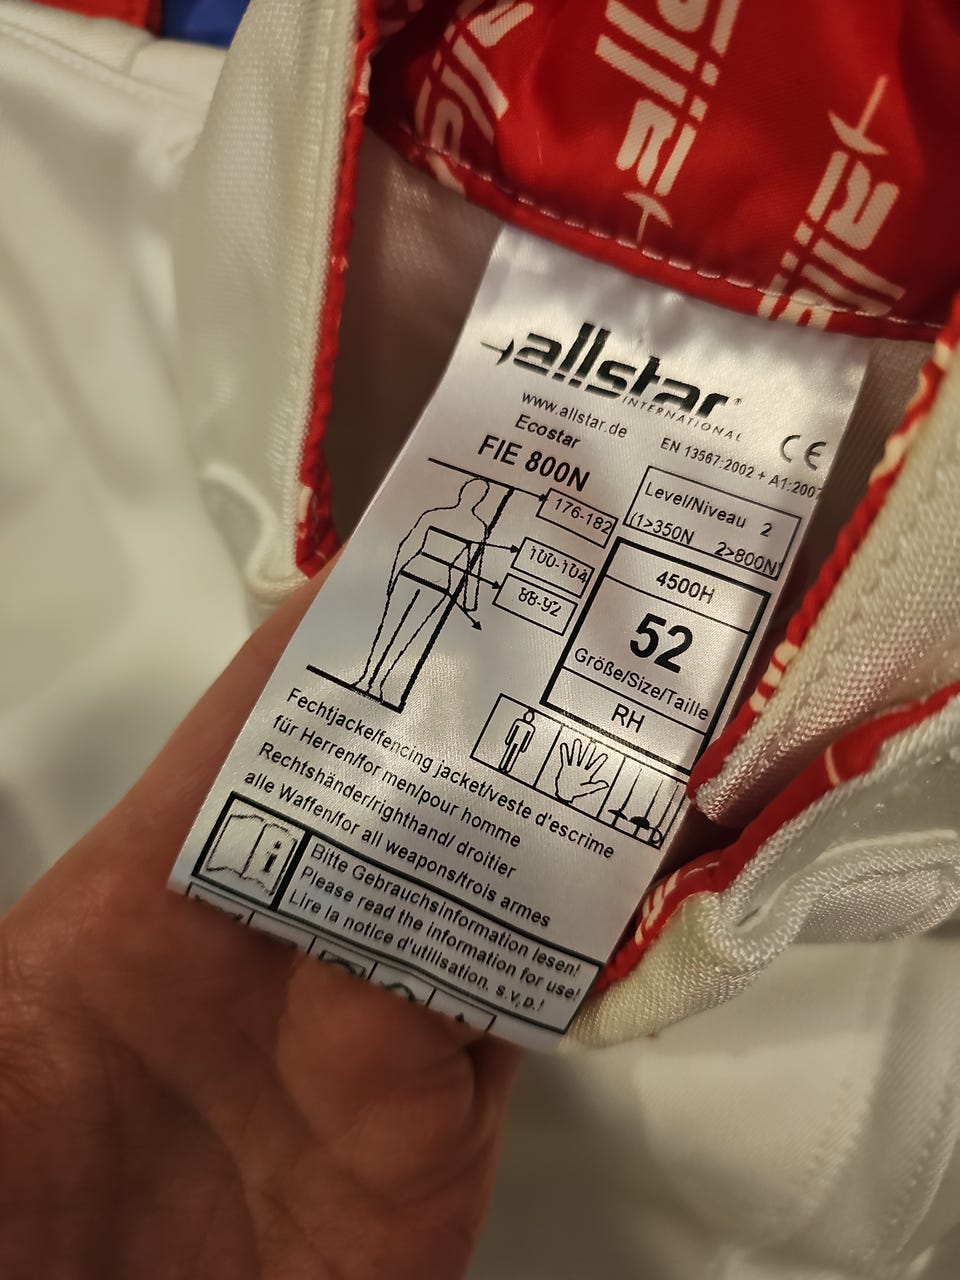 allstar
allstar
allstar
allstar®
INTERNATIONAL
www.allstar.de
Ecostar
FIE 800N
EN 13567:2002 + A1:2007
CE
Level/Niveau 2
(1>350N 2>800N)
176-182
100-104
88-92
4500H
52
Größe/Size/Taille
RH
Fechtjacke/fencing jacket/veste d'escrime
für Herren/for men/pour homme
Rechtshänder/righthand/ droitier
alle Waffen/for all weapons/trois armes
Bitte Gebrauchsinformation lesen!
Please read the information for use!
Lire la notice d'utilisation. s.v.p.!